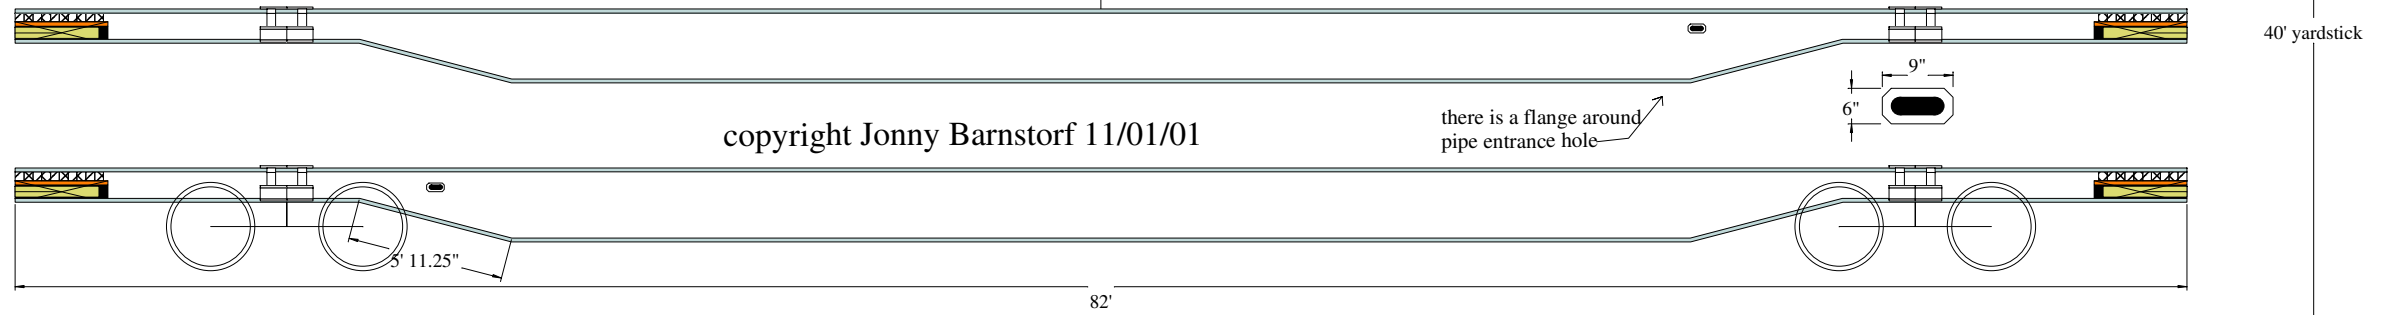 40' yardstick
9"
6"
there is a flange around
pipe entrance hole
copyright Jonny Barnstorf 11/01/01
5' 11.25"
82'